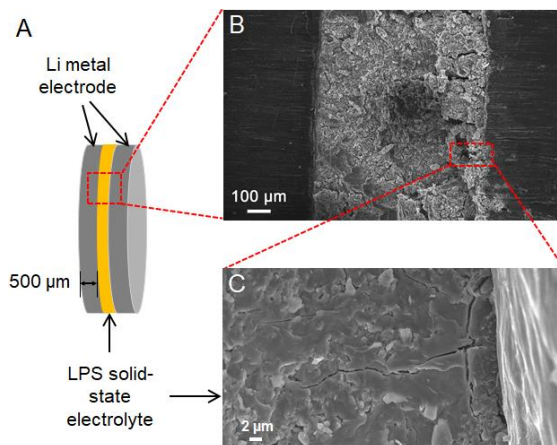 A
Li metal
electrode
500 µm
LPS solid-
state
electrolyte
B
100 µm
C
2 µm